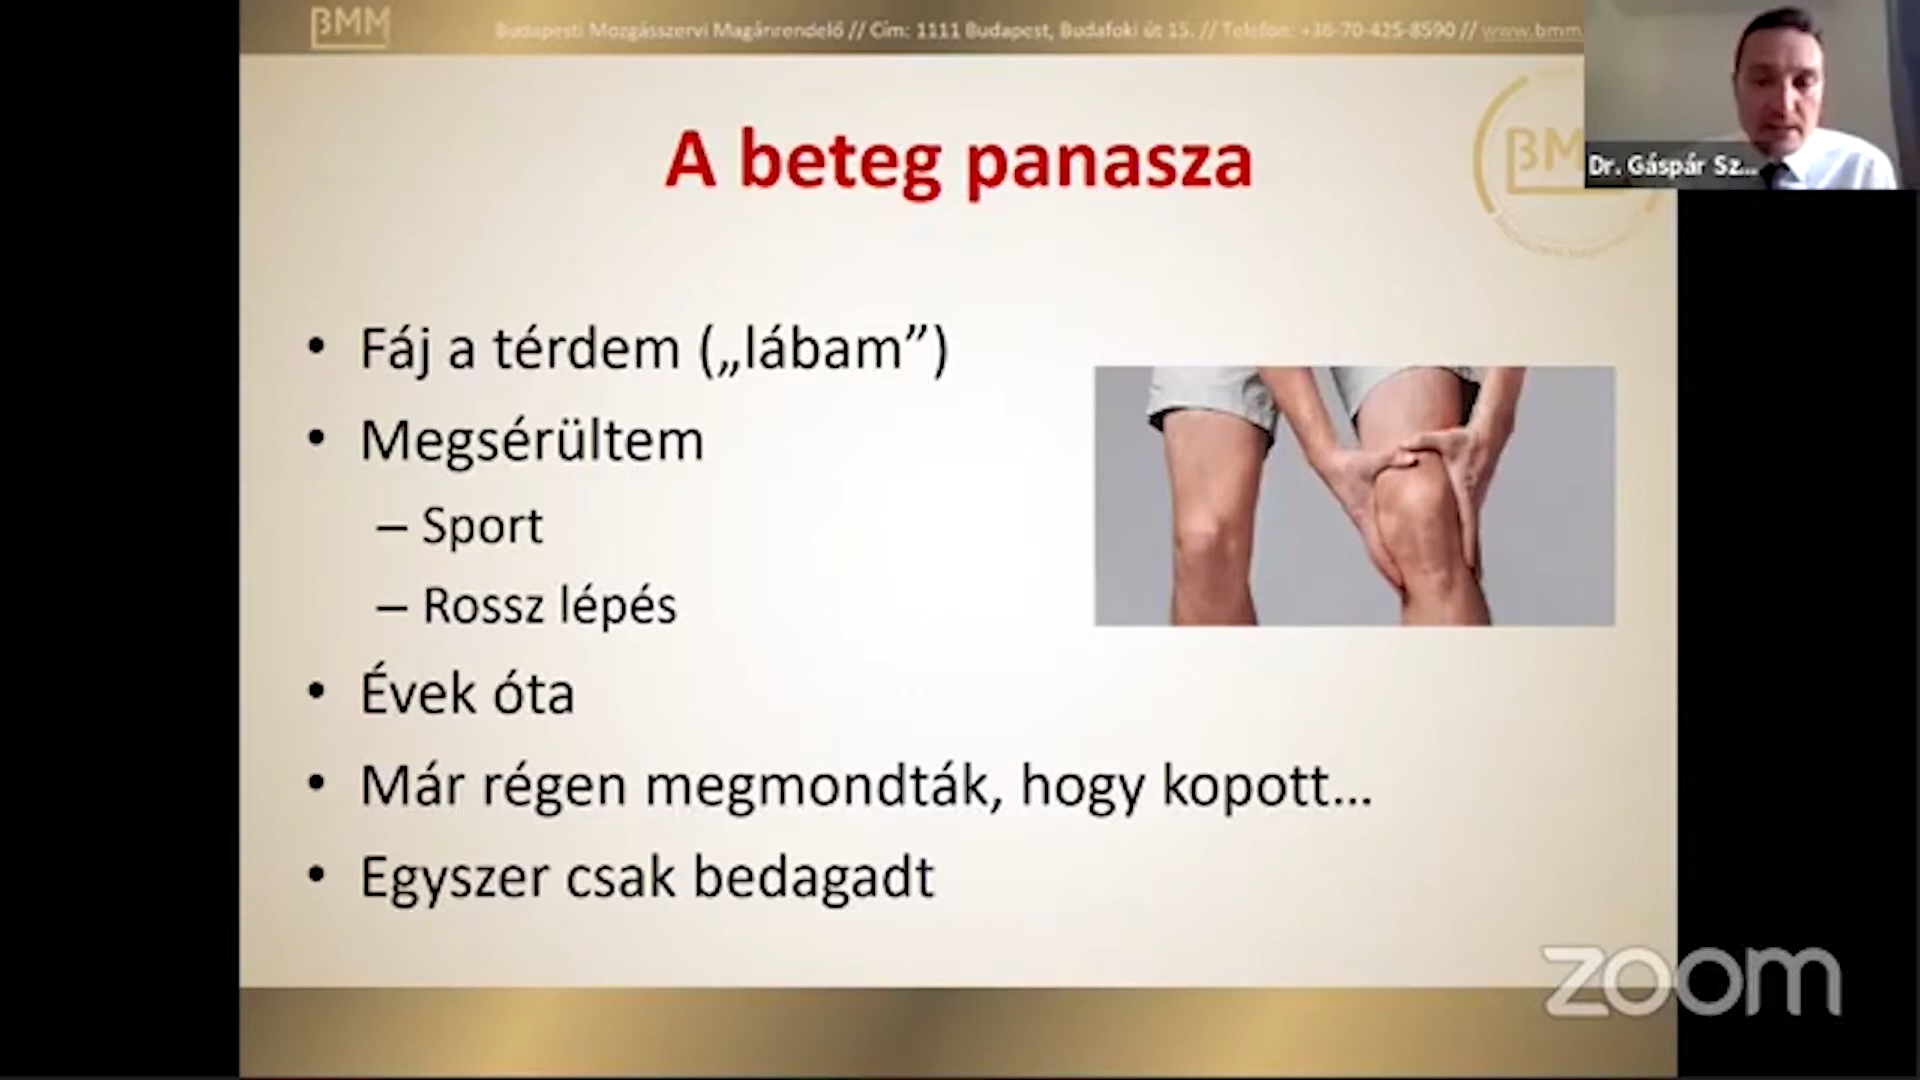 BMM
Budapesti Mozgásszervi Magánrendelő // Cím: 1111 Budapest, Budafoki út 15. // Telefon: +36-70-425-8590 // www.bmm
BM
Dr. Gáspár Sz...
A beteg panasza
• Fáj a térdem („lábam”)
• Megsérültem
– Sport
– Rossz lépés
• Évek óta
• Már régen megmondták, hogy kopott…
• Egyszer csak bedagadt
zoom